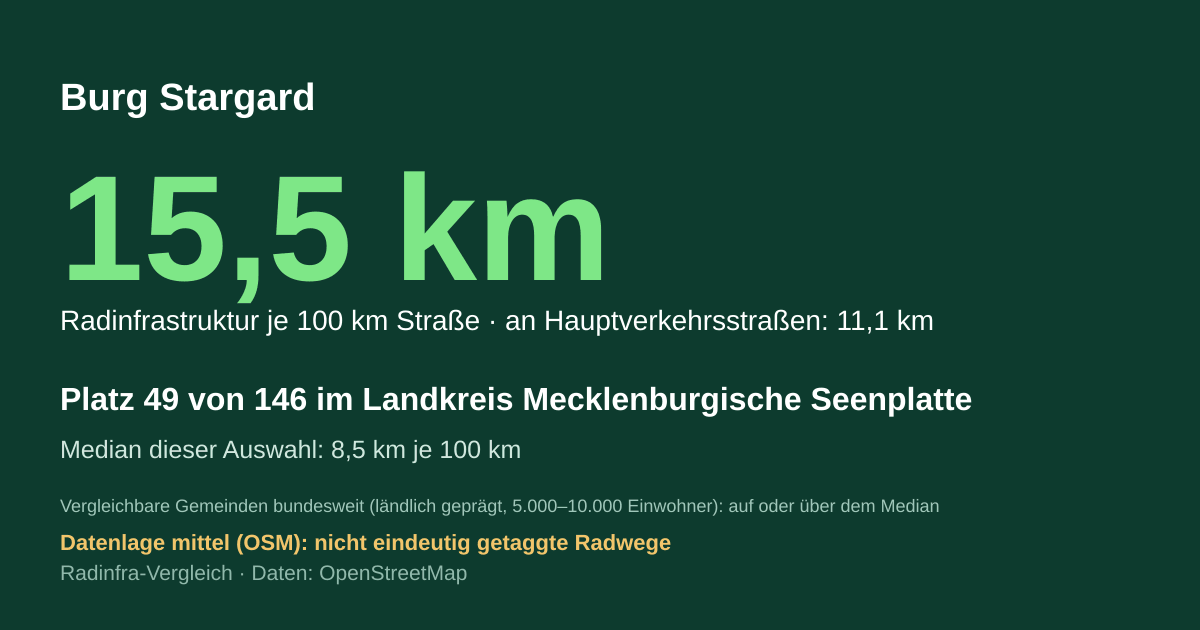 Burg Stargard
15,5 km
Radinfrastruktur je 100 km Straße · an Hauptverkehrsstraßen: 11,1 km
Platz 49 von 146 im Landkreis Mecklenburgische Seenplatte
Median dieser Auswahl: 8,5 km je 100 km
Vergleichbare Gemeinden bundesweit (ländlich geprägt, 5.000–10.000 Einwohner): auf oder über dem Median
Datenlage mittel (OSM): nicht eindeutig getaggte Radwege
Radinfra-Vergleich · Daten: OpenStreetMap